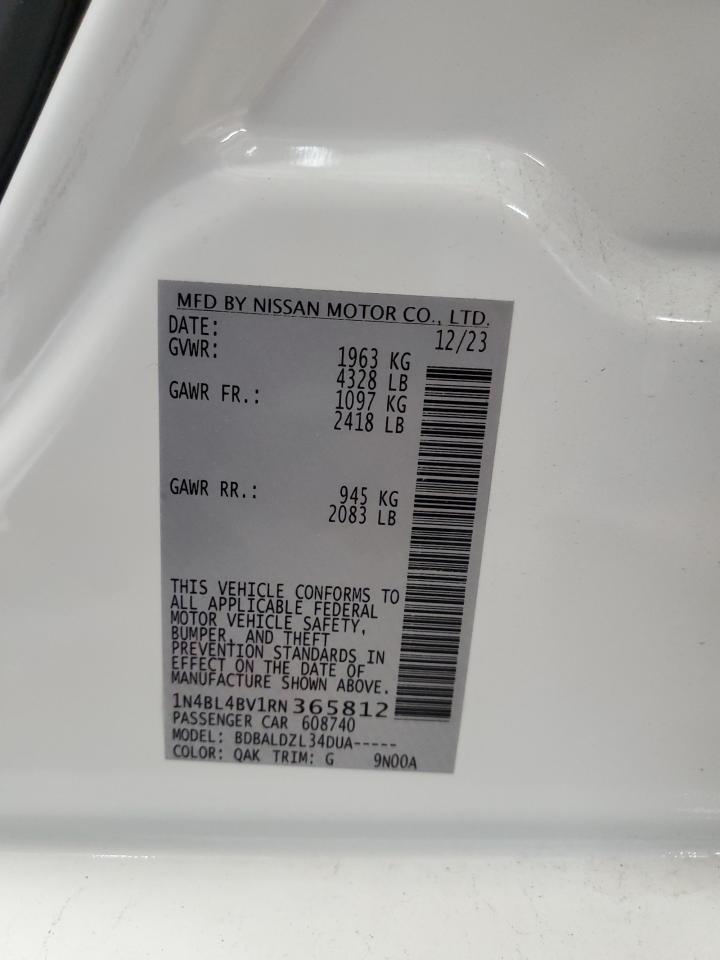 MFD BY NISSAN MOTOR CO., LTD.
DATE: 12/23
GVWR: 1963 KG
4328 LB
GAWR FR.: 1097 KG
2418 LB
GAWR RR.: 945 KG
2083 LB
THIS VEHICLE CONFORMS TO
ALL APPLICABLE FEDERAL
MOTOR VEHICLE SAFETY,
BUMPER, AND THEFT
PREVENTION STANDARDS IN
EFFECT ON THE DATE OF
MANUFACTURE SHOWN ABOVE.
1N4BL4BV1RN365812
PASSENGER CAR 608740
MODEL: BDBALDZL34DUA-----
COLOR: QAK TRIM: G 9N00A